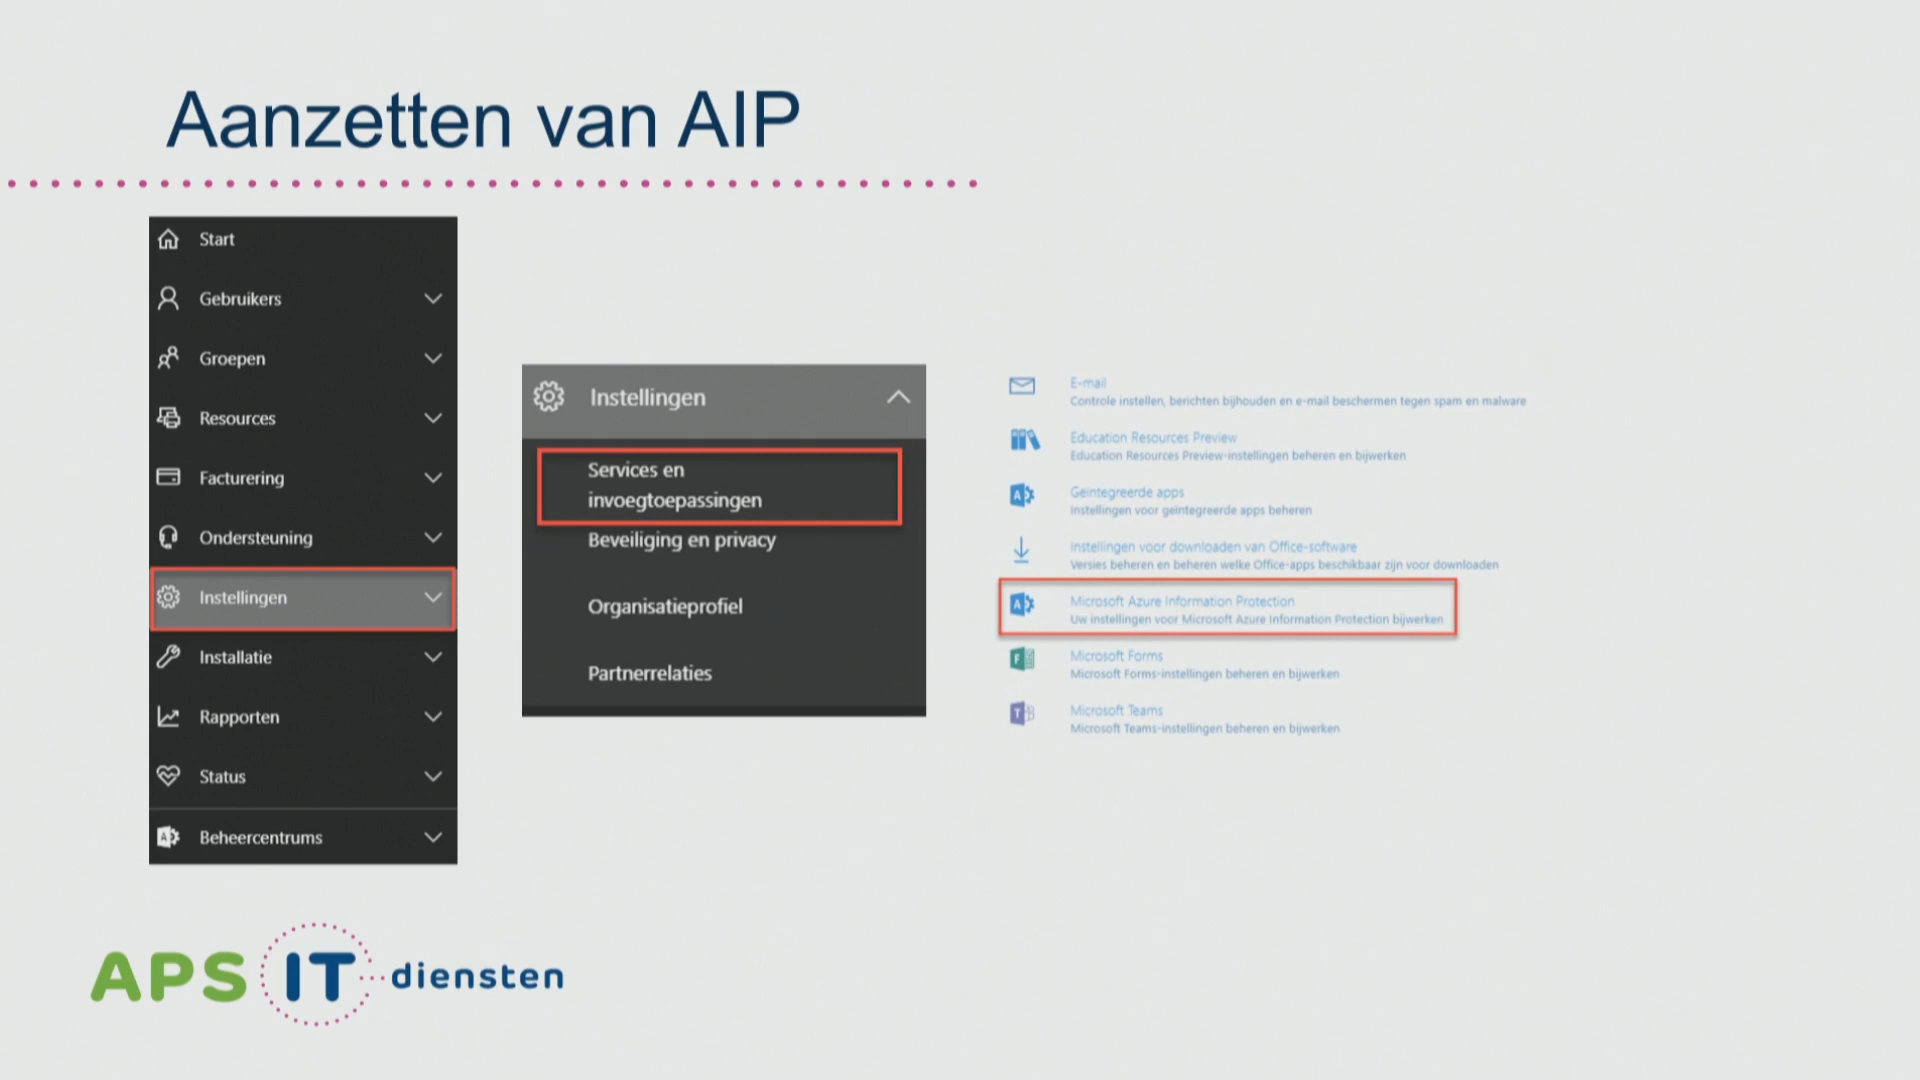 Aanzetten van AIP
Start
Gebruikers
Groepen
Resources
Facturering
Ondersteuning
Instellingen
Installatie
Rapporten
Status
Beheercentrums
Instellingen
Services en
invoegtoepassingen
Beveiliging en privacy
Organisatieprofiel
Partnerrelaties
E-mail
Controle instellen, berichten bijhouden en e-mail beschermen tegen spam en malware
Education Resources Preview
Education Resources Preview-instellingen beheren en bijwerken
Geïntegreerde apps
Instellingen voor geïntegreerde apps beheren
Instellingen voor downloaden van Office-software
Versies beheren en beheren welke Office-apps beschikbaar zijn voor downloaden
Microsoft Azure Information Protection
Uw instellingen voor Microsoft Azure Information Protection bijwerken
Microsoft Forms
Microsoft Forms-instellingen beheren en bijwerken
Microsoft Teams
Microsoft Teams-instellingen beheren en bijwerken
APS IT diensten